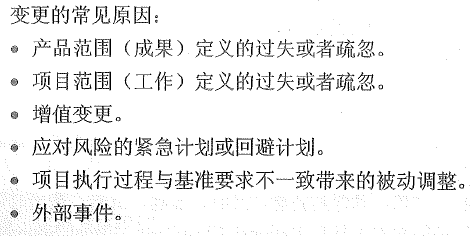 变更的常见原因：
● 产品范围（成果）定义的过失或者疏忽。
● 项目范围（工作）定义的过失或者疏忽。
● 增值变更。
● 应对风险的紧急计划或回避计划。
● 项目执行过程与基准要求不一致带来的被动调整。
● 外部事件。